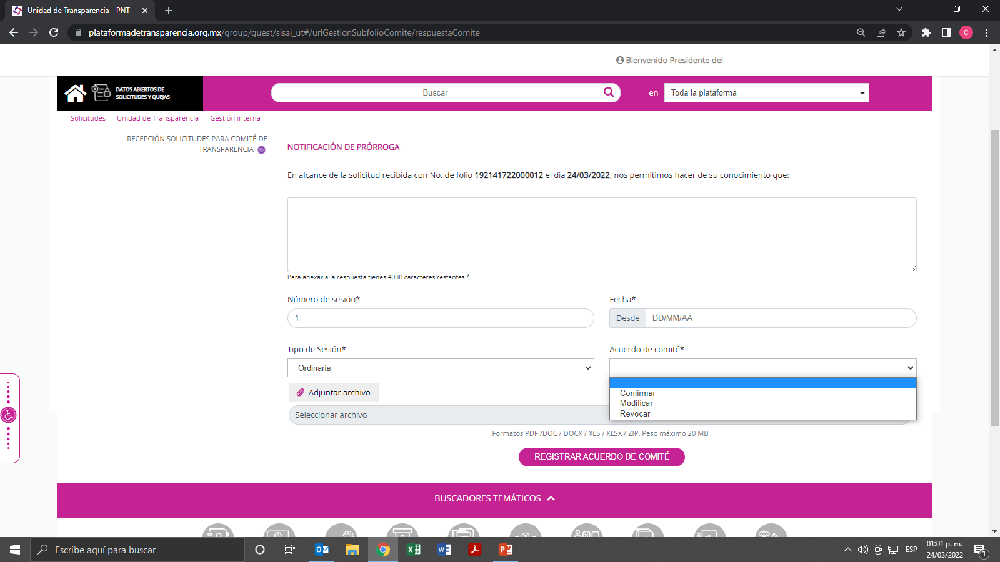 Unidad de Transparencia - PNT
plataformadetransparencia.org.mx/group/guest/sisai_ut#/urlGestionSubfolioComite/respuestaComite
C
Bienvenido Presidente del
DATOS ABIERTOS DE
SOLICITUDES Y QUEJAS
Buscar
en
Toda la plataforma
Solicitudes
Unidad de Transparencia
Gestión interna
RECEPCIÓN SOLICITUDES PARA COMITÉ DE
TRANSPARENCIA
NOTIFICACIÓN DE PRÓRROGA
En alcance de la solicitud recibida con No. de folio 192141722000012 el día 24/03/2022, nos permitimos hacer de su conocimiento que:
Para anexar a la respuesta tienes 4000 caracteres restantes.*
Número de sesión*
Fecha*
1
Desde
DD/MM/AA
Tipo de Sesión*
Acuerdo de comité*
Ordinaria
Confirmar
Modificar
Revocar
Adjuntar archivo
Seleccionar archivo
Formatos PDF /DOC / DOCX / XLS / XLSX / ZIP. Peso máximo 20 MB
REGISTRAR ACUERDO DE COMITÉ
BUSCADORES TEMÁTICOS
Escribe aquí para buscar
ESP
01:01 p. m.
24/03/2022
1